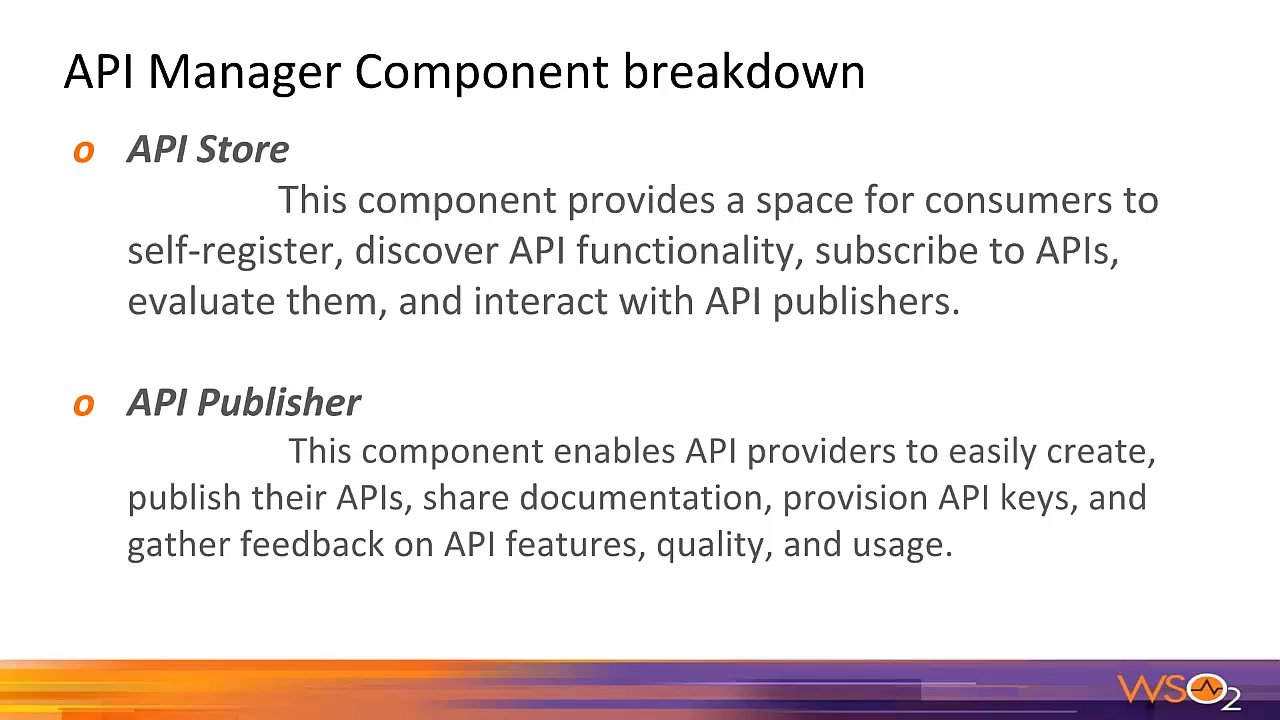 API Manager Component breakdown
o API Store
This component provides a space for consumers to
self-register, discover API functionality, subscribe to APIs,
evaluate them, and interact with API publishers.
o API Publisher
This component enables API providers to easily create,
publish their APIs, share documentation, provision API keys, and
gather feedback on API features, quality, and usage.
WSO2